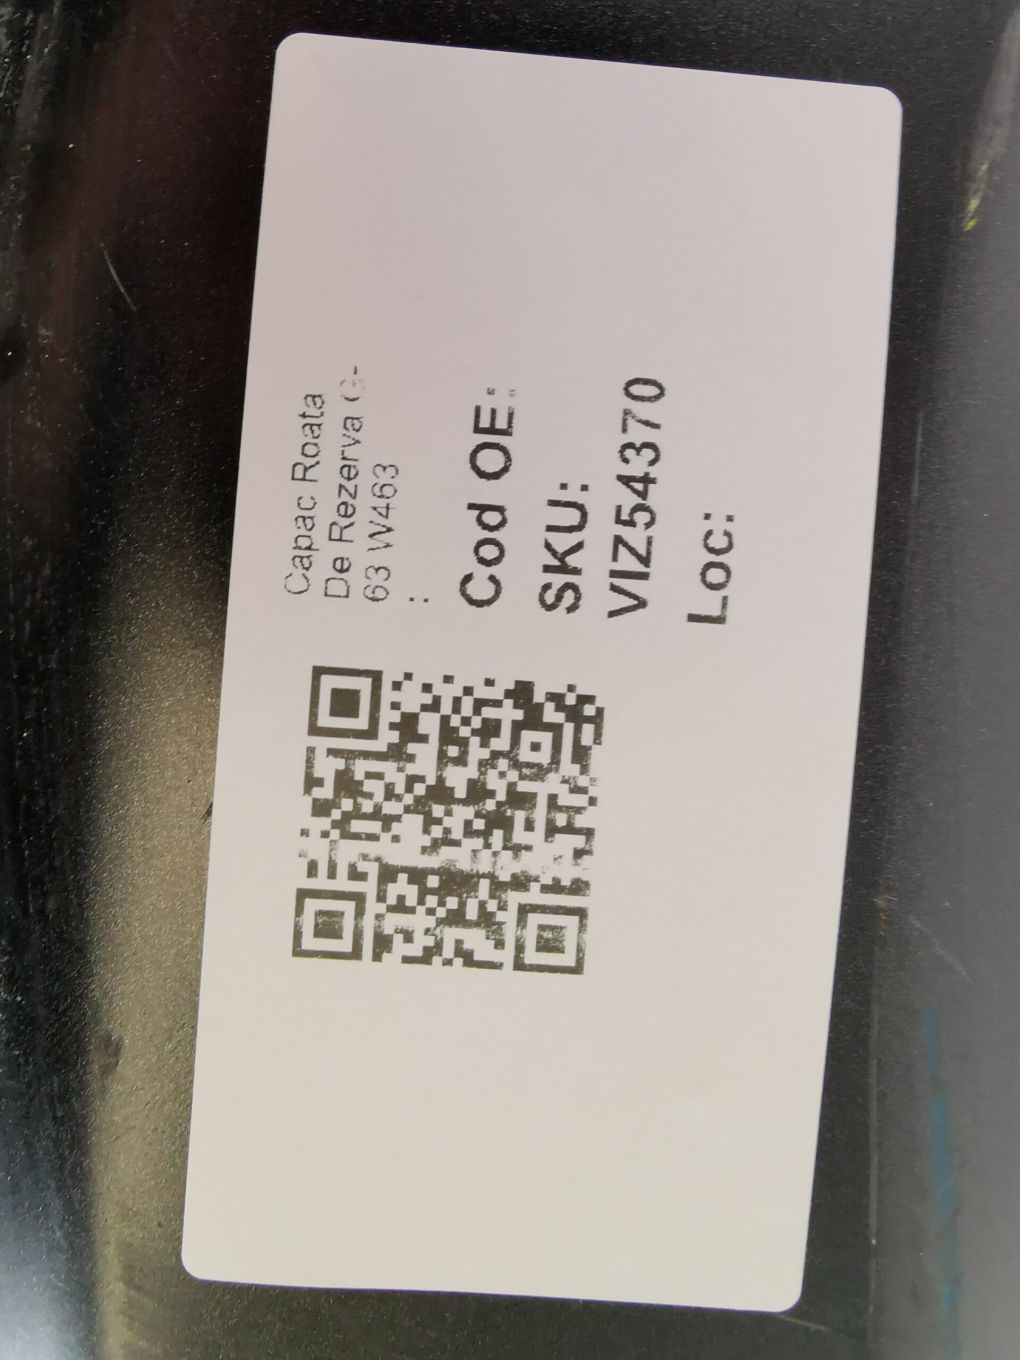 Capac Roata
De Rezerva G-
63 W463
:
Cod OE:
SKU:
VIZ54370
Loc: